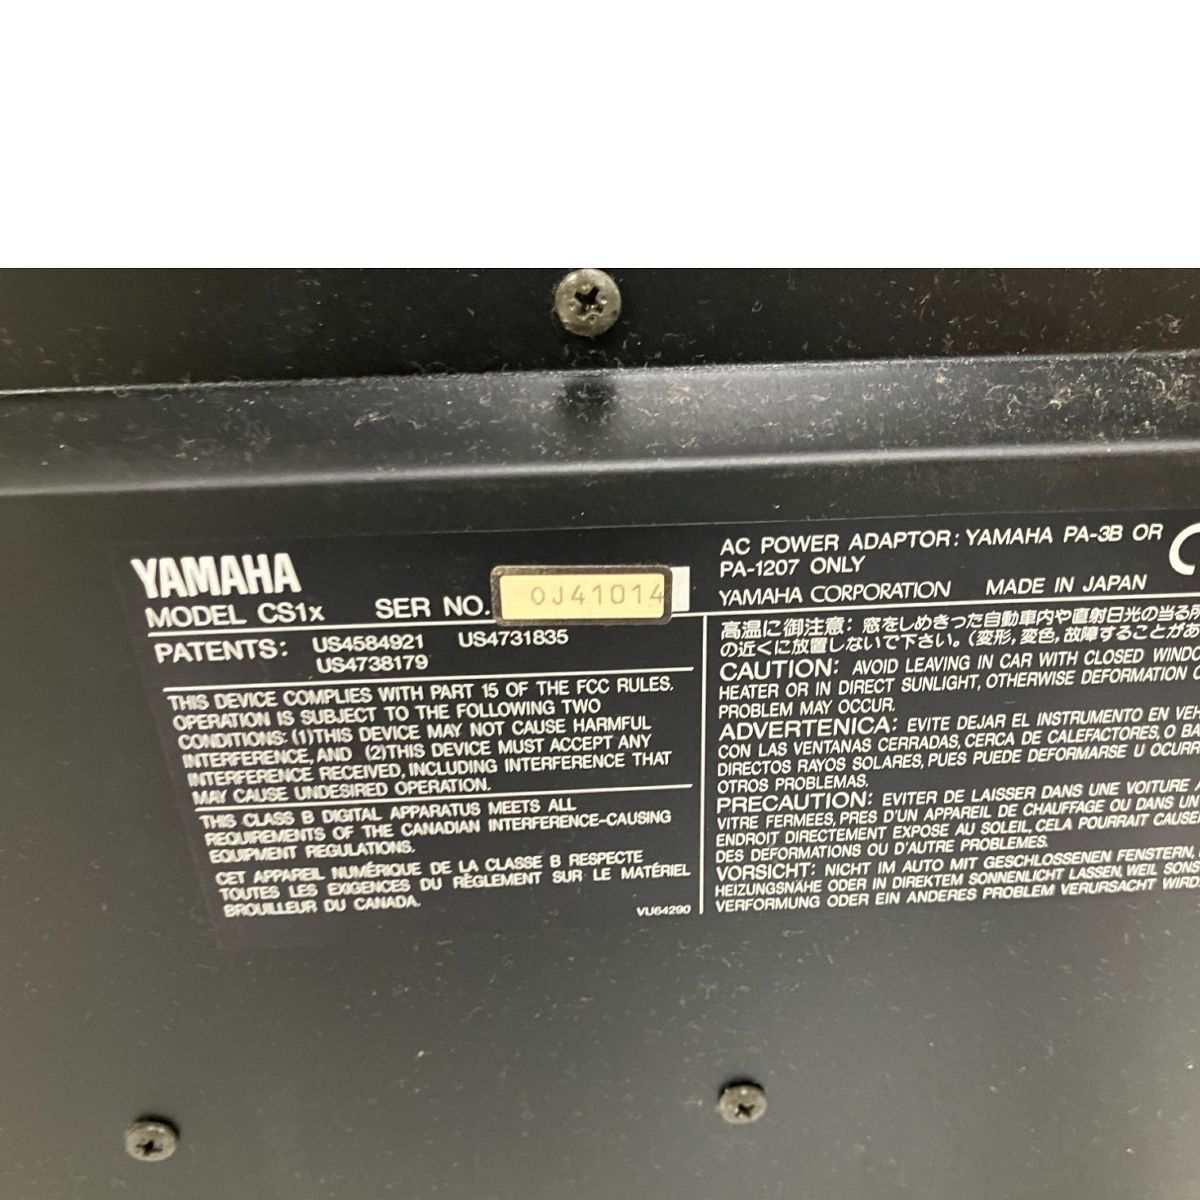 YAMAHA
MODEL CS1x SER NO. OJ41014
PATENTS: US4584921 US4731835
US4738179
THIS DEVICE COMPLIES WITH PART 15 OF THE FCC RULES.
OPERATION IS SUBJECT TO THE FOLLOWING TWO
CONDITIONS: (1)THIS DEVICE MAY NOT CAUSE HARMFUL
INTERFERENCE, AND (2)THIS DEVICE MUST ACCEPT ANY
INTERFERENCE RECEIVED, INCLUDING INTERFERENCE THAT
MAY CAUSE UNDESIRED OPERATION.
THIS CLASS B DIGITAL APPARATUS MEETS ALL
REQUIREMENTS OF THE CANADIAN INTERFERENCE-CAUSING
EQUIPMENT REGULATIONS.
CET APPAREIL NUMÉRIQUE DE LA CLASSE B RESPECTE
TOUTES LES EXIGENCES DU RÈGLEMENT SUR LE MATÉRIEL
BROUILLEUR DU CANADA.
VU64290
AC POWER ADAPTOR: YAMAHA PA-3B OR
PA-1207 ONLY
YAMAHA CORPORATION MADE IN JAPAN
高温に御注意: 窓をしめきった自動車内や直射日光の当る所
の近くに放置しないで下さい。(変形,変色,故障することがあ
CAUTION: AVOID LEAVING IN CAR WITH CLOSED WINDO
HEATER OR IN DIRECT SUNLIGHT, OTHERWISE DEFORMATION O
PROBLEM MAY OCCUR.
ADVERTENICA: EVITE DEJAR EL INSTRUMENTO EN VEH
CON LAS VENTANAS CERRADAS, CERCA DE CALEFACTORES, O BA
DIRECTOS RAYOS SOLARES, PUES PUEDE DEFORMARSE U OCURR
OTROS PROBLEMAS.
PRECAUTION: EVITER DE LAISSER DANS UNE VOITURE A
VITRE FERMEES, PRES D'UN APPAREIL DE CHAUFFAGE OU DANS UN
ENDROIT DIRECTEMENT EXPOSE AU SOLEIL, CELA POURRAIT CAUSER
DES DEFORMATIONS OU D'AUTRE PROBLEMES.
VORSICHT: NICHT IM AUTO MIT GESCHLOSSENEN FENSTERN,
HEIZUNGSNÄHE ODER IN DIREKTEM SONNENLICHT LASSEN, WEIL SONS
VERFORMUNG ODER EIN ANDERES PROBLEM VERURSACHT WIRD